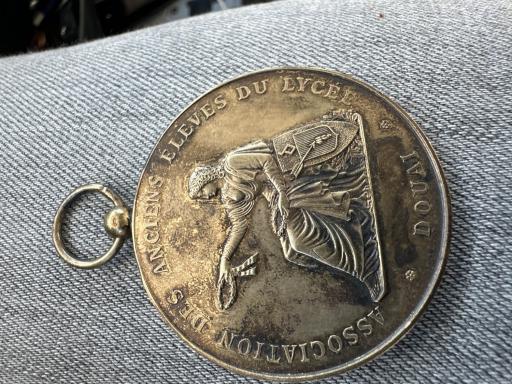 ASSOCIATION DES ANCIENS ÉLÈVES DU LYCÉE
DOUAI